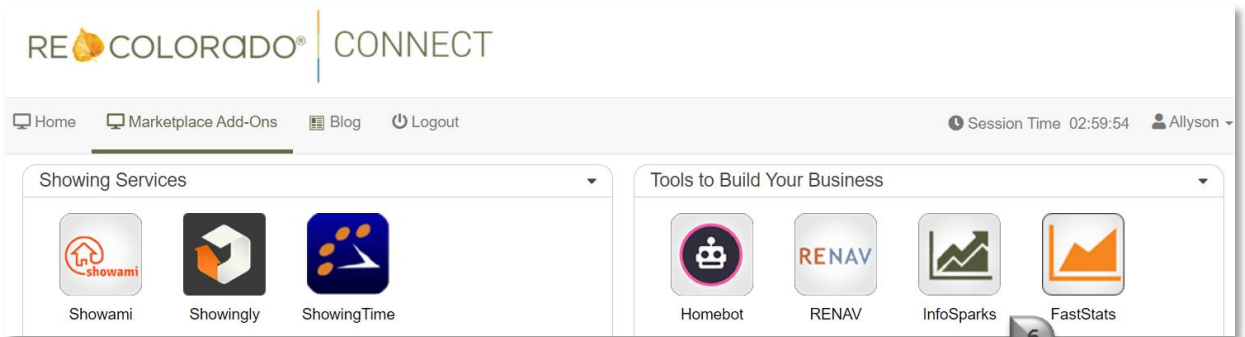 RE COLORADO® CONNECT
Home Marketplace Add-Ons Blog Logout Session Time 02:59:54 Allyson
Showing Services
showami
Showami Showingly ShowingTime
Tools to Build Your Business
RENAV
Homebot RENAV InfoSparks FastStats
6